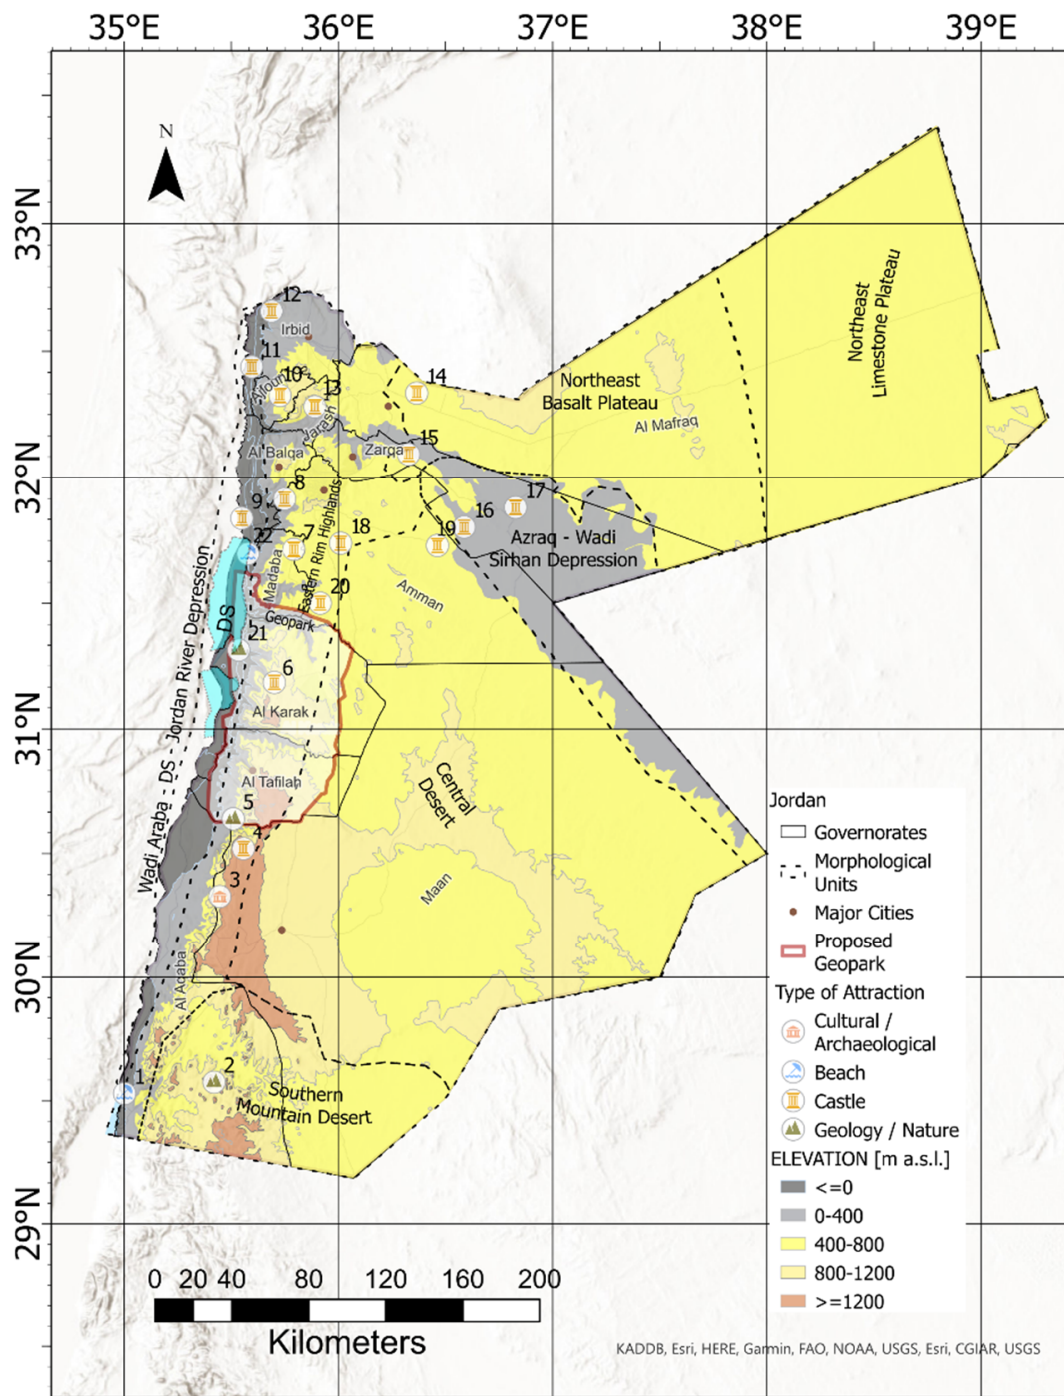 35°E 36°E 37°E 38°E 39°E
N
33°N
32°N
31°N
30°N
29°N
12
Irbid
11
10
Ajloun
13
Jarash
14
Northeast
Basalt Plateau
Northeast
Limestone Plateau
Al Mafraq
Al Balqa
Zarqa
15
8
9
16
17
18
19
Azraq - Wadi
Sirhan Depression
22
7
Madaba
Eastern Rim Highlands
20
Amman
Geopark
DS
21
6
Al Karak
Al Tafilah
5
4
3
Wadi Araba - DS - Jordan River Depression
Central
Desert
Maan
Al Aqaba
1
2
Southern
Mountain Desert
Jordan
Governorates
Morphological
Units
Major Cities
Proposed
Geopark
Type of Attraction
Cultural /
Archaeological
Beach
Castle
Geology / Nature
ELEVATION [m a.s.l.]
<=0
0-400
400-800
800-1200
>=1200
0 20 40 80 120 160 200
Kilometers
KADDB, Esri, HERE, Garmin, FAO, NOAA, USGS, Esri, CGIAR, USGS